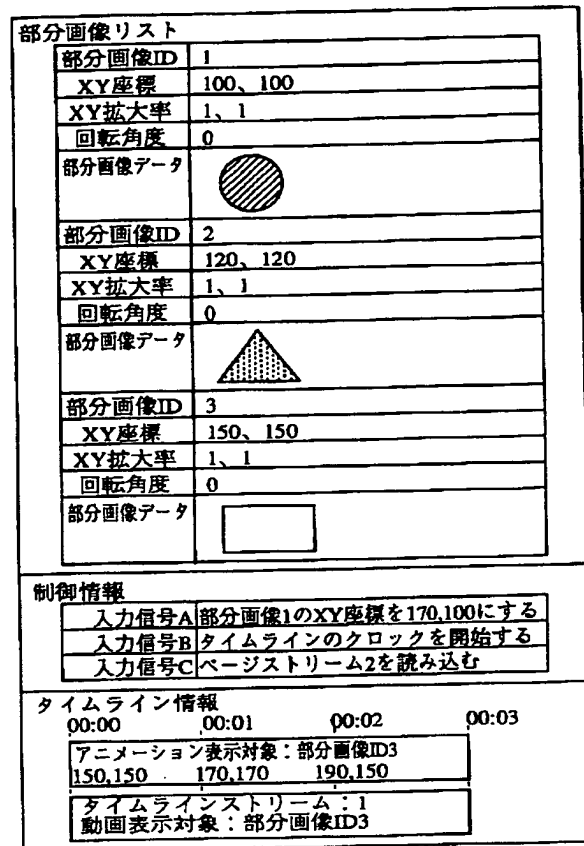 部分画像リスト
部分画像ID 1
XY座標 100、100
XY拡大率 1、1
回転角度 0
部分画像データ
部分画像ID 2
XY座標 120、120
XY拡大率 1、1
回転角度 0
部分画像データ
部分画像ID 3
XY座標 150、150
XY拡大率 1、1
回転角度 0
部分画像データ
制御情報
入力信号A 部分画像1のXY座標を170,100にする
入力信号B タイムラインのクロックを開始する
入力信号C ページストリーム2を読み込む
タイムライン情報
00:00 00:01 00:02 00:03
アニメーション表示対象：部分画像ID3
150,150 170,170 190,150
タイムラインストリーム：1
動画表示対象：部分画像ID3